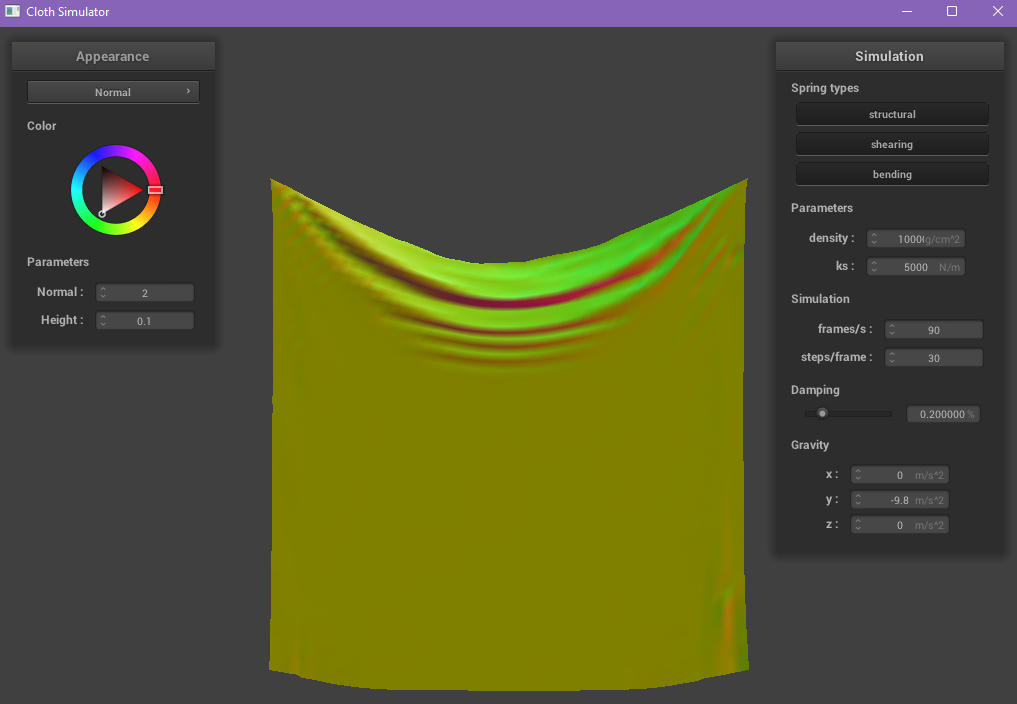 Cloth Simulator
Appearance
Normal
Color
Parameters
Normal : 2
Height : 0.1
Simulation
Spring types
structural
shearing
bending
Parameters
density : 1000 g/cm^2
ks : 5000 N/m
Simulation
frames/s : 90
steps/frame : 30
Damping
0.200000 %
Gravity
x : 0 m/s^2
y : -9.8 m/s^2
z : 0 m/s^2